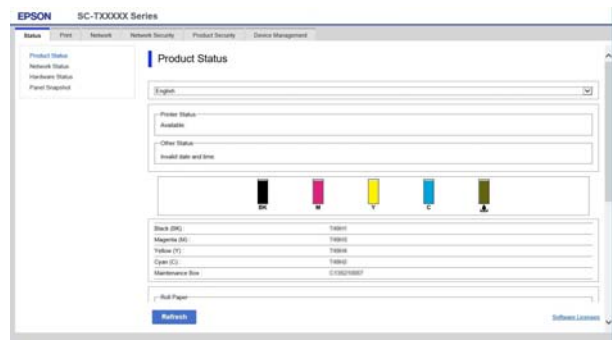 EPSON SC-TXXXXX Series
Status Print Network Network Security Product Security Device Management
Product Status
Network Status
Hardware Status
Panel Snapshot
Product Status
English
Printer Status
Available
Other Status
Invalid date and time.
BK M Y C
Black (BK) :
Magenta (M) :
Yellow (Y) :
Cyan (C) :
Maintenance Box :
Roll Paper
Refresh
Software Licenses